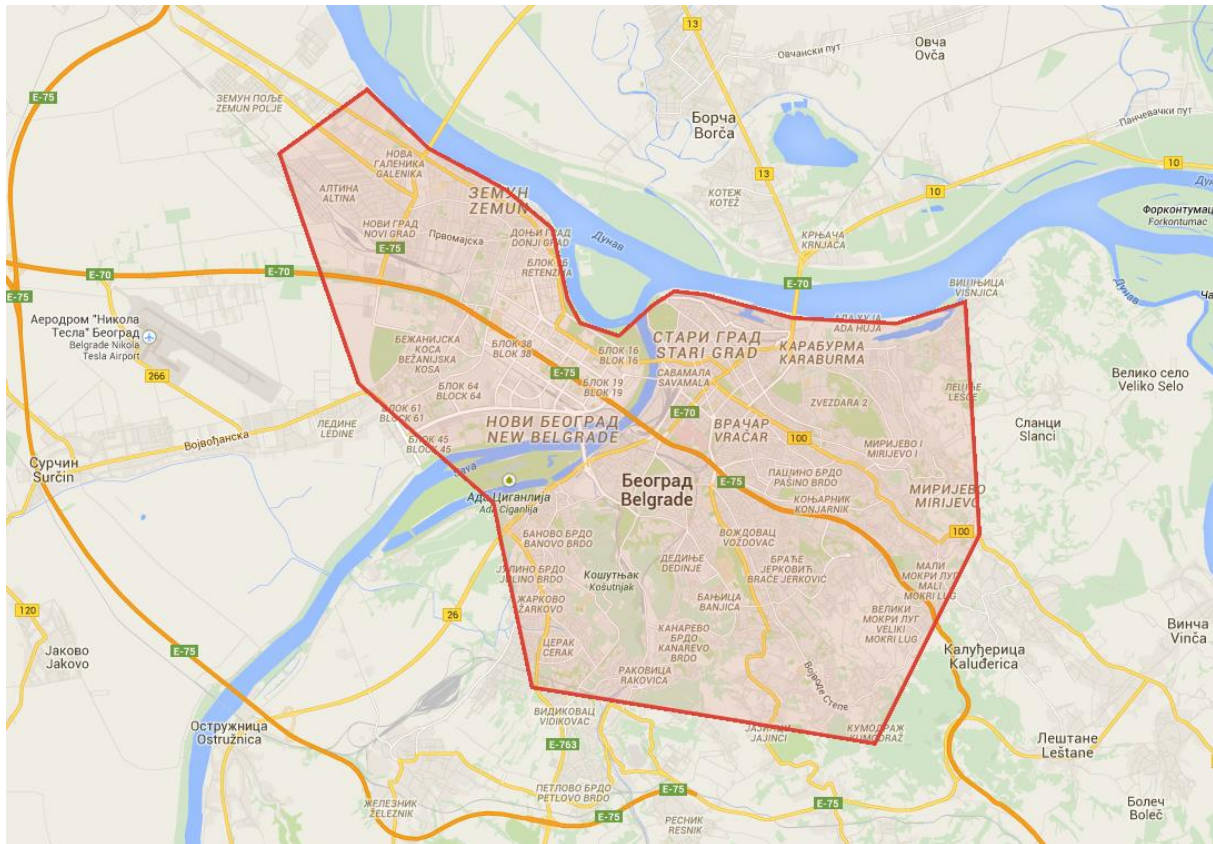 13
Овча
Ovča
Овчански пут
E-75
ЗЕМУН ПОЉЕ
ZEMUN POLJE
Борча
Borča
Панчевачки пут
НОВА
ГАЛЕНИКА
GALENIKA
10
13
АЛТИНА
ALTINA
ЗЕМУН
ZEMUN
КОТЕЖ
KOTEŽ
10
Форконтумац
Forkontumac
НОВИ ГРАД
NOVI GRAD
Првомајска
ДОЊИ ГРАД
DONJI GRAD
Дунав
КРЊАЧА
KRNJAČA
E-75
E-70
E-70
E-70
RETENZIJA
ВИШЊИЦА
VIŠNJICA
Дунав
E-75
Аеродром "Никола
Тесла" Београд
Belgrade Nikola
Tesla Airport
АДА ХУЈА
ADA HUJA
СТАРИ ГРАД
STARI GRAD
КАРАБУРМА
KARABURMA
БЕЖАНИЈСКА
КОСА
BEŽANIJSKA
KOSA
БЛОК 38
BLOK 38
БЛОК 16
BLOK 16
266
E-75
САВАМАЛА
SAVAMALA
Велико село
Veliko Selo
БЛОК 64
BLOCK 64
БЛОК 19
BLOK 19
ЛЕШЋЕ
LEŠĆE
ZVEZDARA 2
БЛОК 61
BLOCK 61
E-70
ЛЕДИНЕ
LEDINE
НОВИ БЕОГРАД
NEW BELGRADE
ВРАЧАР
VRAČAR
Сланци
Slanci
Војвођанска
БЛОК 45
BLOCK 45
100
МИРИЈЕВО I
MIRIJEVO I
Сурчин
Surčin
Sava
ПАШИНО БРДО
PAŠINO BRDO
Београд
Belgrade
E-75
МИРИЈЕВО
MIRIJEVO
Ада Циганлија
Ada Ciganlija
КОЊАРНИК
KONJARNIK
БАНОВО БРДО
BANOVO BRDO
ВОЖДОВАЦ
VOŽDOVAC
100
ДЕДИЊЕ
DEDINJE
БРАЋЕ
ЈЕРКОВИЋ
BRAĆE JERKOVIĆ
ЈУЛИНО БРДО
JULINO BRDO
Кошутњак
Košutnjak
МАЛИ
МОКРИ ЛУГ
MALI
MOKRI LUG
ЖАРКОВО
ŽARKOVO
БАЊИЦА
BANJICA
120
26
ВЕЛИКИ
МОКРИ ЛУГ
VELIKI
MOKRI LUG
Винча
Vinča
Јаково
Jakovo
E-75
ЦЕРАК
CERAK
КАНАРЕВО
БРДО
KANAREVO
BRDO
Калуђерица
Kaluđerica
РАКОВИЦА
RAKOVICA
Војводе Степе
Остружница
Ostružnica
ВИДИКОВАЦ
VIDIKOVAC
ЈАЈИНЦИ
JAJINCI
КУМОДРАЖ
KUMODRAŽ
E-763
Лештане
Leštane
ПЕТЛОВО БРДО
PETLOVO BRDO
E-75
ЖЕЛЕЗНИК
ŽELEZNIK
E-75
E-75
РЕСНИК
RESNIK
Болеч
Boleč